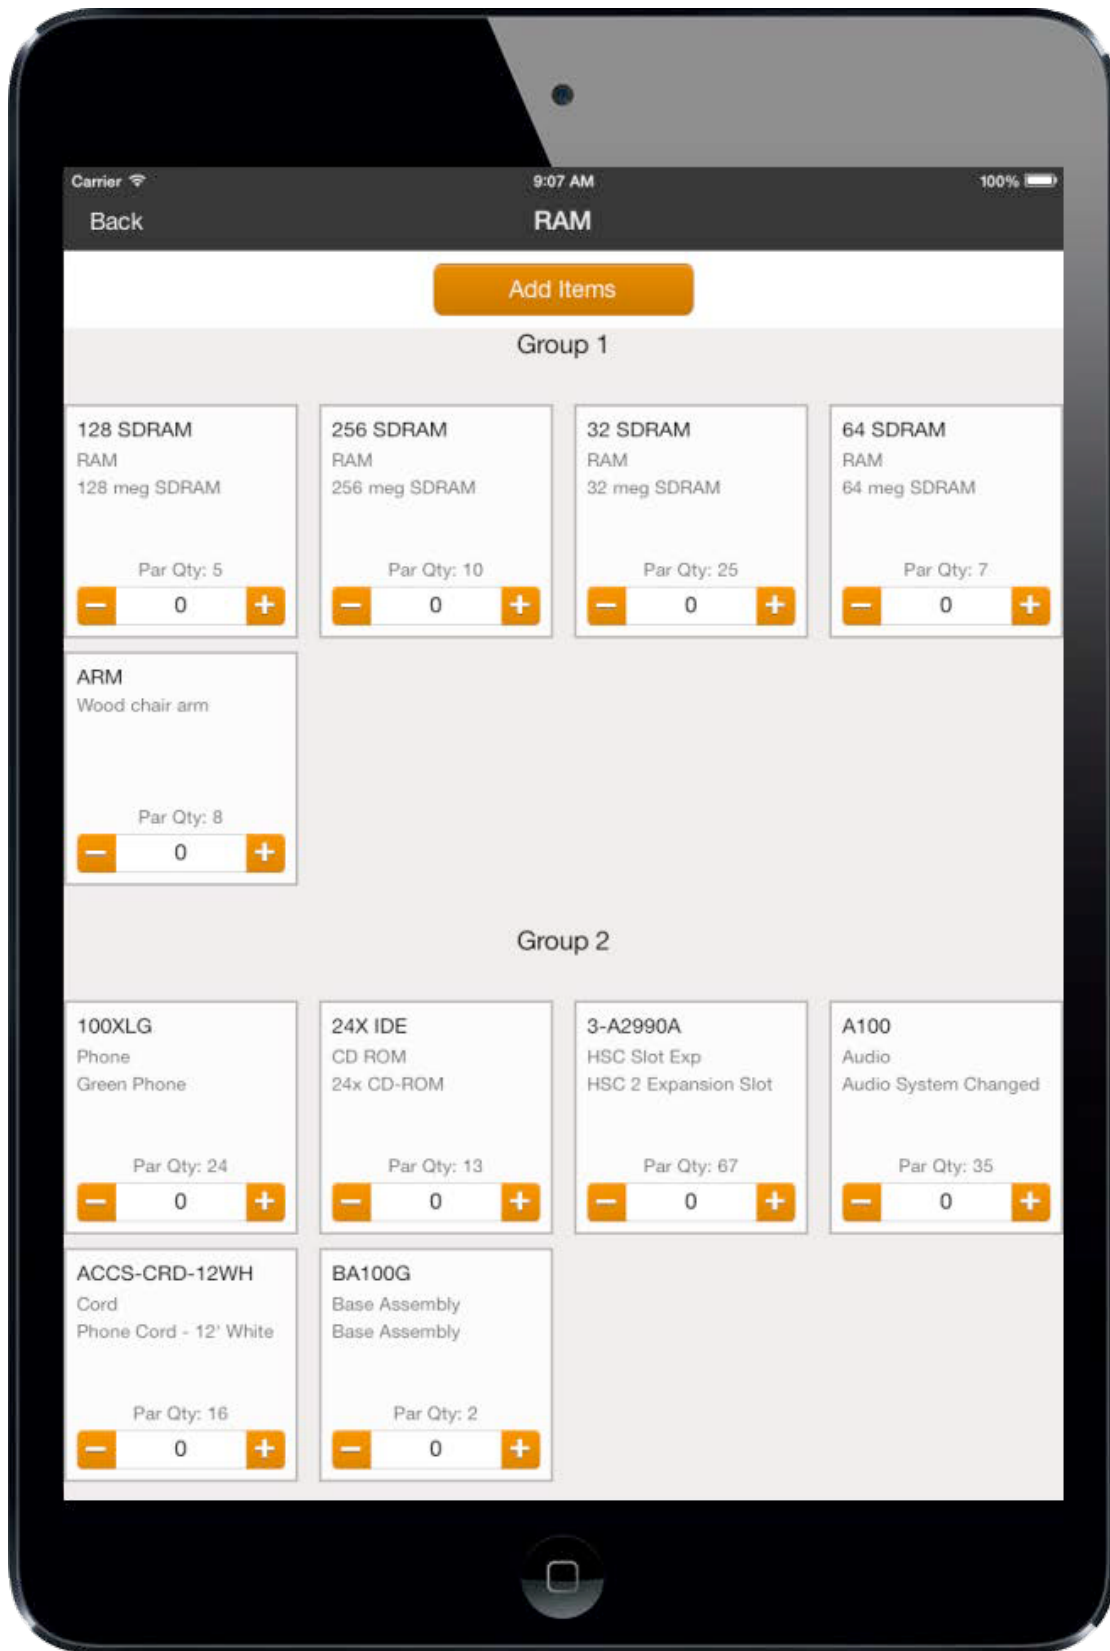 Carrier 9:07 AM 100%
Back RAM
Add Items
Group 1
128 SDRAM
RAM
128 meg SDRAM
Par Qty: 5
0
256 SDRAM
RAM
256 meg SDRAM
Par Qty: 10
0
32 SDRAM
RAM
32 meg SDRAM
Par Qty: 25
0
64 SDRAM
RAM
64 meg SDRAM
Par Qty: 7
0
ARM
Wood chair arm
Par Qty: 8
0
Group 2
100XLG
Phone
Green Phone
Par Qty: 24
0
24X IDE
CD ROM
24x CD-ROM
Par Qty: 13
0
3-A2990A
HSC Slot Exp
HSC 2 Expansion Slot
Par Qty: 67
0
A100
Audio
Audio System Changed
Par Qty: 35
0
ACCS-CRD-12WH
Cord
Phone Cord - 12' White
Par Qty: 16
0
BA100G
Base Assembly
Base Assembly
Par Qty: 2
0